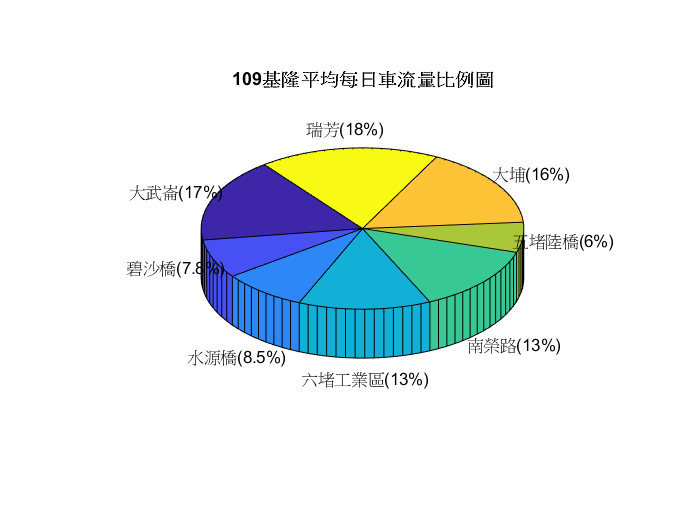 109基隆平均每日車流量比例圖
瑞芳(18%)
大埔(16%)
大武崙(17%)
五堵陸橋(6%)
碧沙橋(7.8%)
南榮路(13%)
水源橋(8.5%)
六堵工業區(13%)